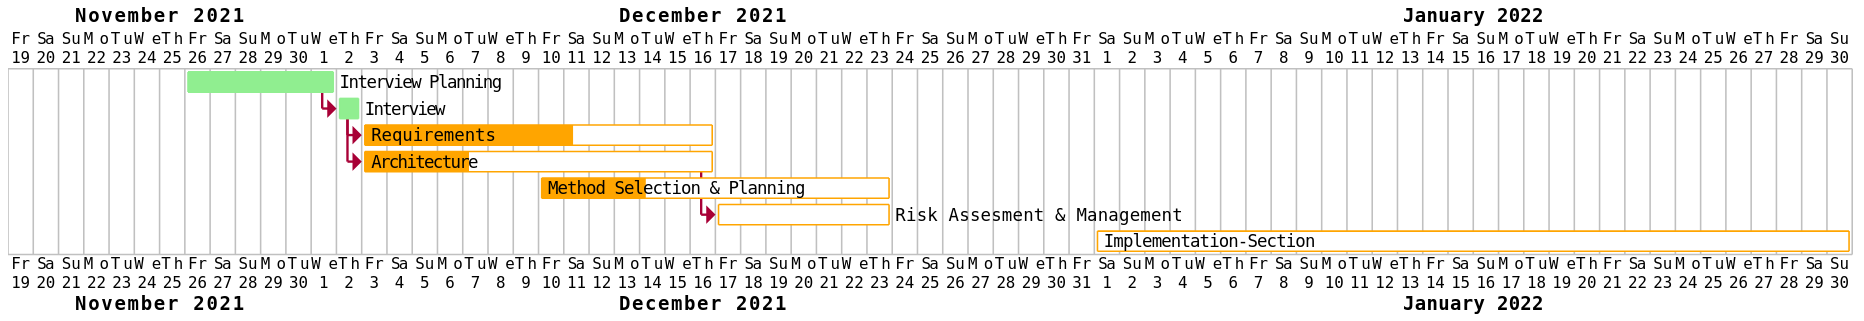 November 2021 December 2021 January 2022
Fr Sa Su Mo Tu We Th Fr Sa Su Mo Tu We Th Fr Sa Su Mo Tu We Th Fr Sa Su Mo Tu We Th Fr Sa Su Mo Tu We Th Fr Sa Su Mo Tu We Th Fr Sa Su Mo Tu We Th Fr Sa Su Mo Tu We Th Fr Sa Su Mo Tu We Th Fr Sa Su Mo Tu We Th Fr Sa Su
19 20 21 22 23 24 25 26 27 28 29 30 1 2 3 4 5 6 7 8 9 10 11 12 13 14 15 16 17 18 19 20 21 22 23 24 25 26 27 28 29 30 31 1 2 3 4 5 6 7 8 9 10 11 12 13 14 15 16 17 18 19 20 21 22 23 24 25 26 27 28 29 30
Interview Planning
Interview
Requirements
Architecture
Method Selection & Planning
Risk Assesment & Management
Implementation-Section
Fr Sa Su Mo Tu We Th Fr Sa Su Mo Tu We Th Fr Sa Su Mo Tu We Th Fr Sa Su Mo Tu We Th Fr Sa Su Mo Tu We Th Fr Sa Su Mo Tu We Th Fr Sa Su Mo Tu We Th Fr Sa Su Mo Tu We Th Fr Sa Su Mo Tu We Th Fr Sa Su Mo Tu We Th Fr Sa Su
19 20 21 22 23 24 25 26 27 28 29 30 1 2 3 4 5 6 7 8 9 10 11 12 13 14 15 16 17 18 19 20 21 22 23 24 25 26 27 28 29 30 31 1 2 3 4 5 6 7 8 9 10 11 12 13 14 15 16 17 18 19 20 21 22 23 24 25 26 27 28 29 30
November 2021 December 2021 January 2022